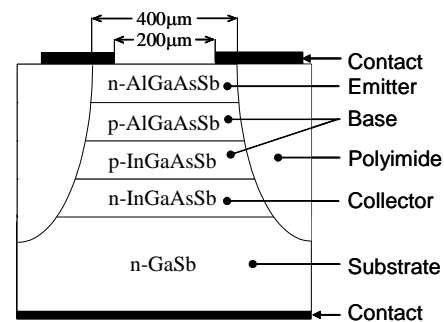 400μm
200μm
Contact
n-AlGaAsSb
Emitter
p-AlGaAsSb
Base
p-InGaAsSb
Polyimide
n-InGaAsSb
Collector
n-GaSb
Substrate
Contact